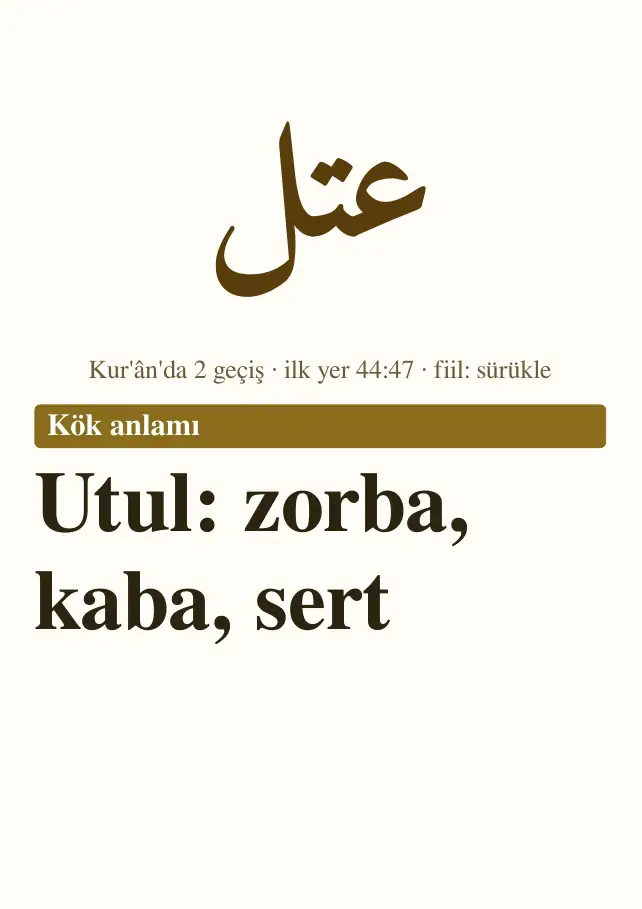 عتل
Kur'ân'da 2 geçiş · ilk yer 44:47 · fiil: sürükle
Kök anlamı
Utul: zorba,
kaba, sert